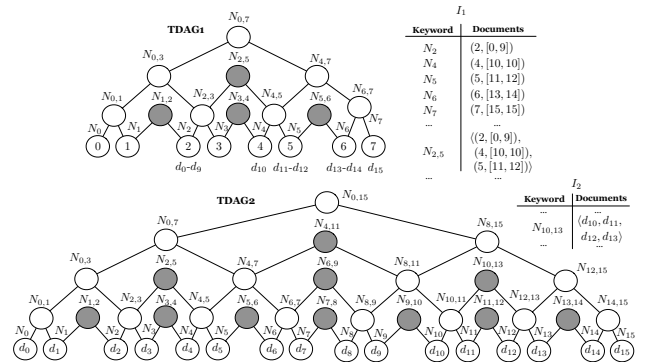 TDAG1
N0,7
N0,3
N2,5
N4,7
N0,1
N1,2
N2,3
N3,4
N4,5
N5,6
N6,7
N0
N1
N2
N3
N4
N5
N6
N7
0
1
2
3
4
5
6
7
d0-d9
d10
d11-d12
d13-d14
d15
I1
Keyword Documents
N2 (2, [0, 9])
N4 (4, [10, 10])
N5 (5, [11, 12])
N6 (6, [13, 14])
N7 (7, [15, 15])
... ...
⟨(2, [0, 9]),
N2,5 (4, [10, 10]),
(5, [11, 12])⟩
... ...
I2
Keyword Documents
... ...
N10,13 ⟨d10, d11,
d12, d13⟩
... ...
TDAG2
N0,15
N0,7
N4,11
N8,15
N0,3
N2,5
N4,7
N6,9
N8,11
N10,13
N12,15
N0,1
N1,2
N2,3
N3,4
N4,5
N5,6
N6,7
N7,8
N8,9
N9,10
N10,11
N11,12
N12,13
N13,14
N14,15
N0
N1
N2
N3
N4
N5
N6
N7
N8
N9
N10
N11
N12
N13
N14
N15
d0
d1
d2
d3
d4
d5
d6
d7
d8
d9
d10
d11
d12
d13
d14
d15